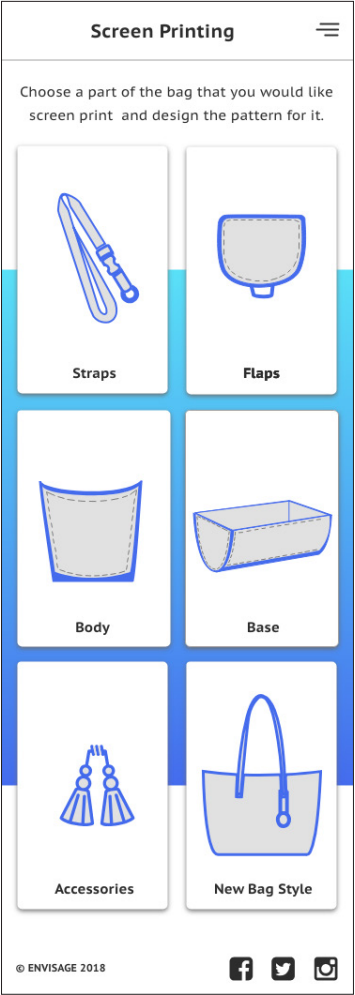 Screen Printing
Choose a part of the bag that you would like
screen print and design the pattern for it.
Straps
Flaps
Body
Base
Accessories
New Bag Style
© ENVISAGE 2018